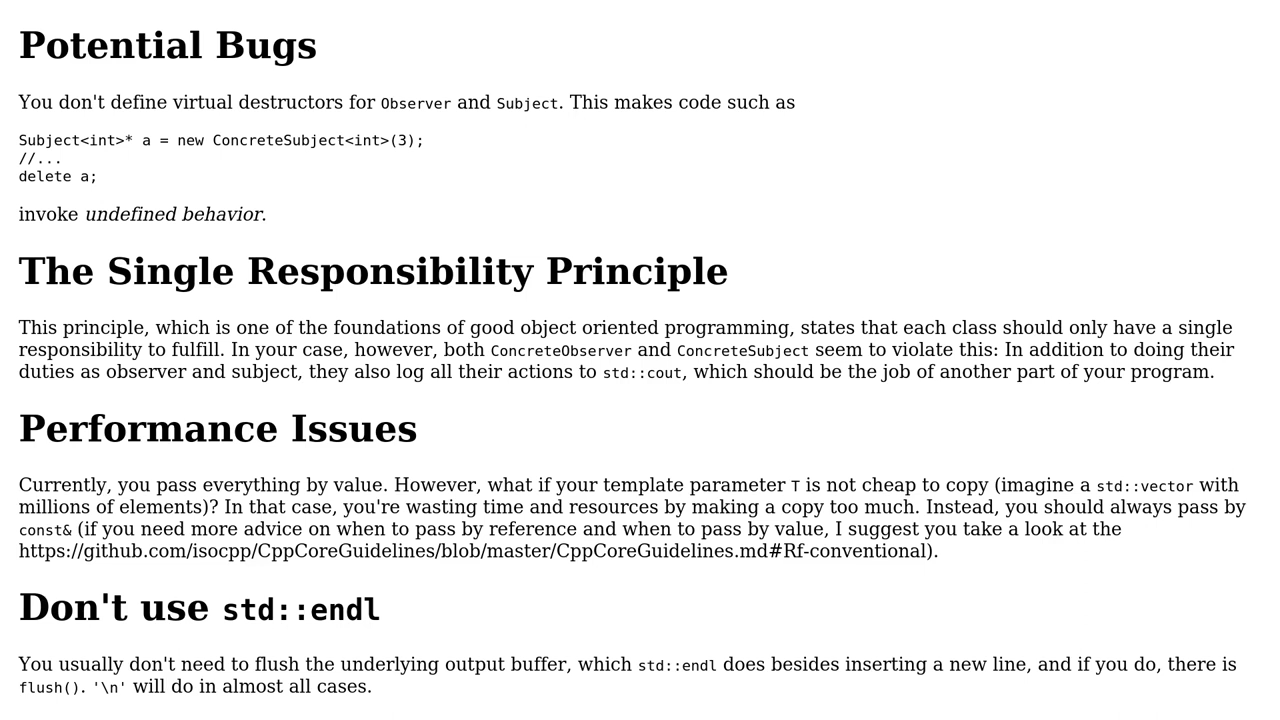 Potential Bugs
You don't define virtual destructors for Observer and Subject. This makes code such as
Subject<int>* a = new ConcreteSubject<int>(3);
//...
delete a;
invoke undefined behavior.
The Single Responsibility Principle
This principle, which is one of the foundations of good object oriented programming, states that each class should only have a single
responsibility to fulfill. In your case, however, both ConcreteObserver and ConcreteSubject seem to violate this: In addition to doing their
duties as observer and subject, they also log all their actions to std::cout, which should be the job of another part of your program.
Performance Issues
Currently, you pass everything by value. However, what if your template parameter T is not cheap to copy (imagine a std::vector with
millions of elements)? In that case, you're wasting time and resources by making a copy too much. Instead, you should always pass by
const& (if you need more advice on when to pass by reference and when to pass by value, I suggest you take a look at the
https://github.com/isocpp/CppCoreGuidelines/blob/master/CppCoreGuidelines.md#Rf-conventional).
Don't use std::endl
You usually don't need to flush the underlying output buffer, which std::endl does besides inserting a new line, and if you do, there is
flush(). '\n' will do in almost all cases.